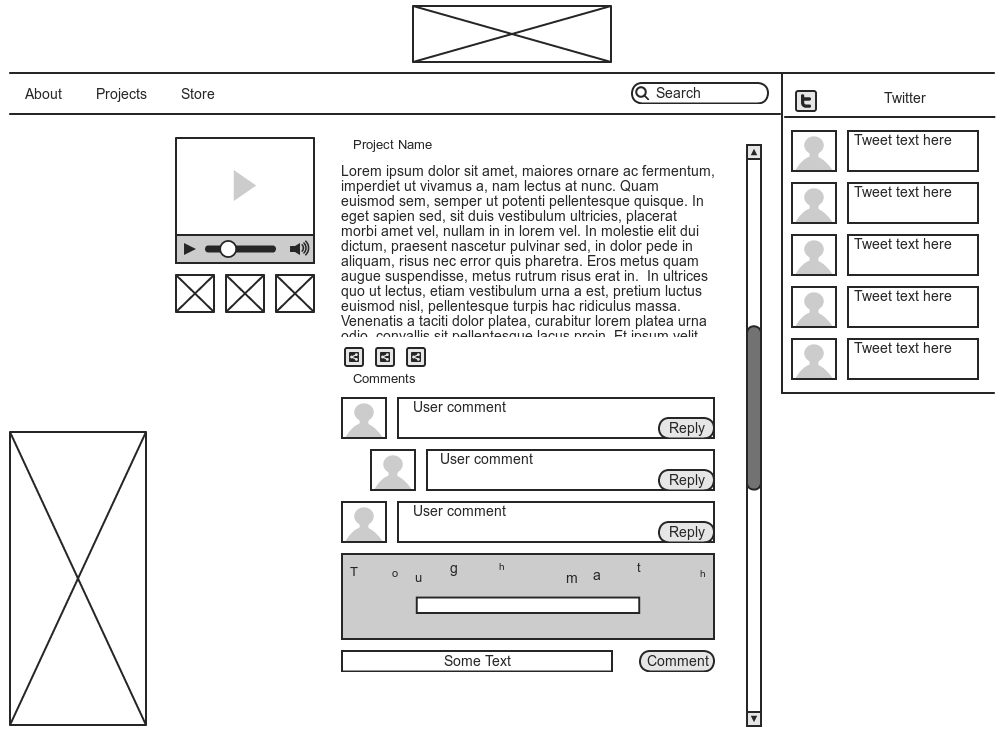 About Projects Store Search
Twitter
Project Name
Lorem ipsum dolor sit amet, maiores ornare ac fermentum,
imperdiet ut vivamus a, nam lectus at nunc. Quam
euismod sem, semper ut potenti pellentesque quisque. In
eget sapien sed, sit duis vestibulum ultricies, placerat
morbi amet vel, nullam in in lorem vel. In molestie elit dui
dictum, praesent nascetur pulvinar sed, in dolor pede in
aliquam, risus nec error quis pharetra. Eros metus quam
augue suspendisse, metus rutrum risus erat in.  In ultrices
quo ut lectus, etiam vestibulum urna a est, pretium luctus
euismod nisl, pellentesque turpis hac ridiculus massa.
Venenatis a taciti dolor platea, curabitur lorem platea urna
odio, convallis sit pellentesque lacus proin. Et ipsum velit
Comments
User comment
Reply
User comment
Reply
User comment
Reply
T o u g h m a t h
Some Text Comment
Tweet text here
Tweet text here
Tweet text here
Tweet text here
Tweet text here